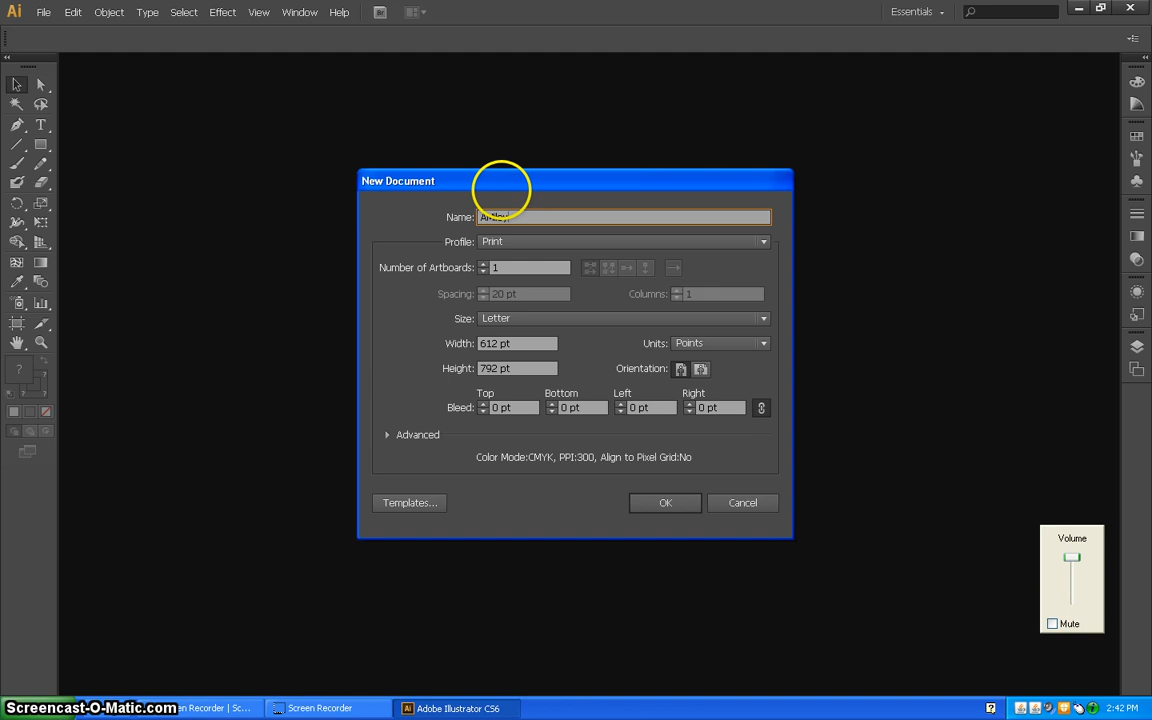 Ai File Edit Object Type Select Effect View Window Help Br Essentials
New Document
Name:
Profile: Print
Number of Artboards: 1
Spacing: 20 pt Columns: 1
Size: Letter
Width: 612 pt Units: Points
Height: 792 pt Orientation:
Top Bottom Left Right
Bleed: 0 pt 0 pt 0 pt 0 pt
Advanced
Color Mode:CMYK, PPI:300, Align to Pixel Grid:No
Templates... OK Cancel
Volume
Mute
Screencast-O-Matic.com een Recorder | Sc... Screen Recorder Ai Adobe Illustrator CS6 ? 2:42 PM